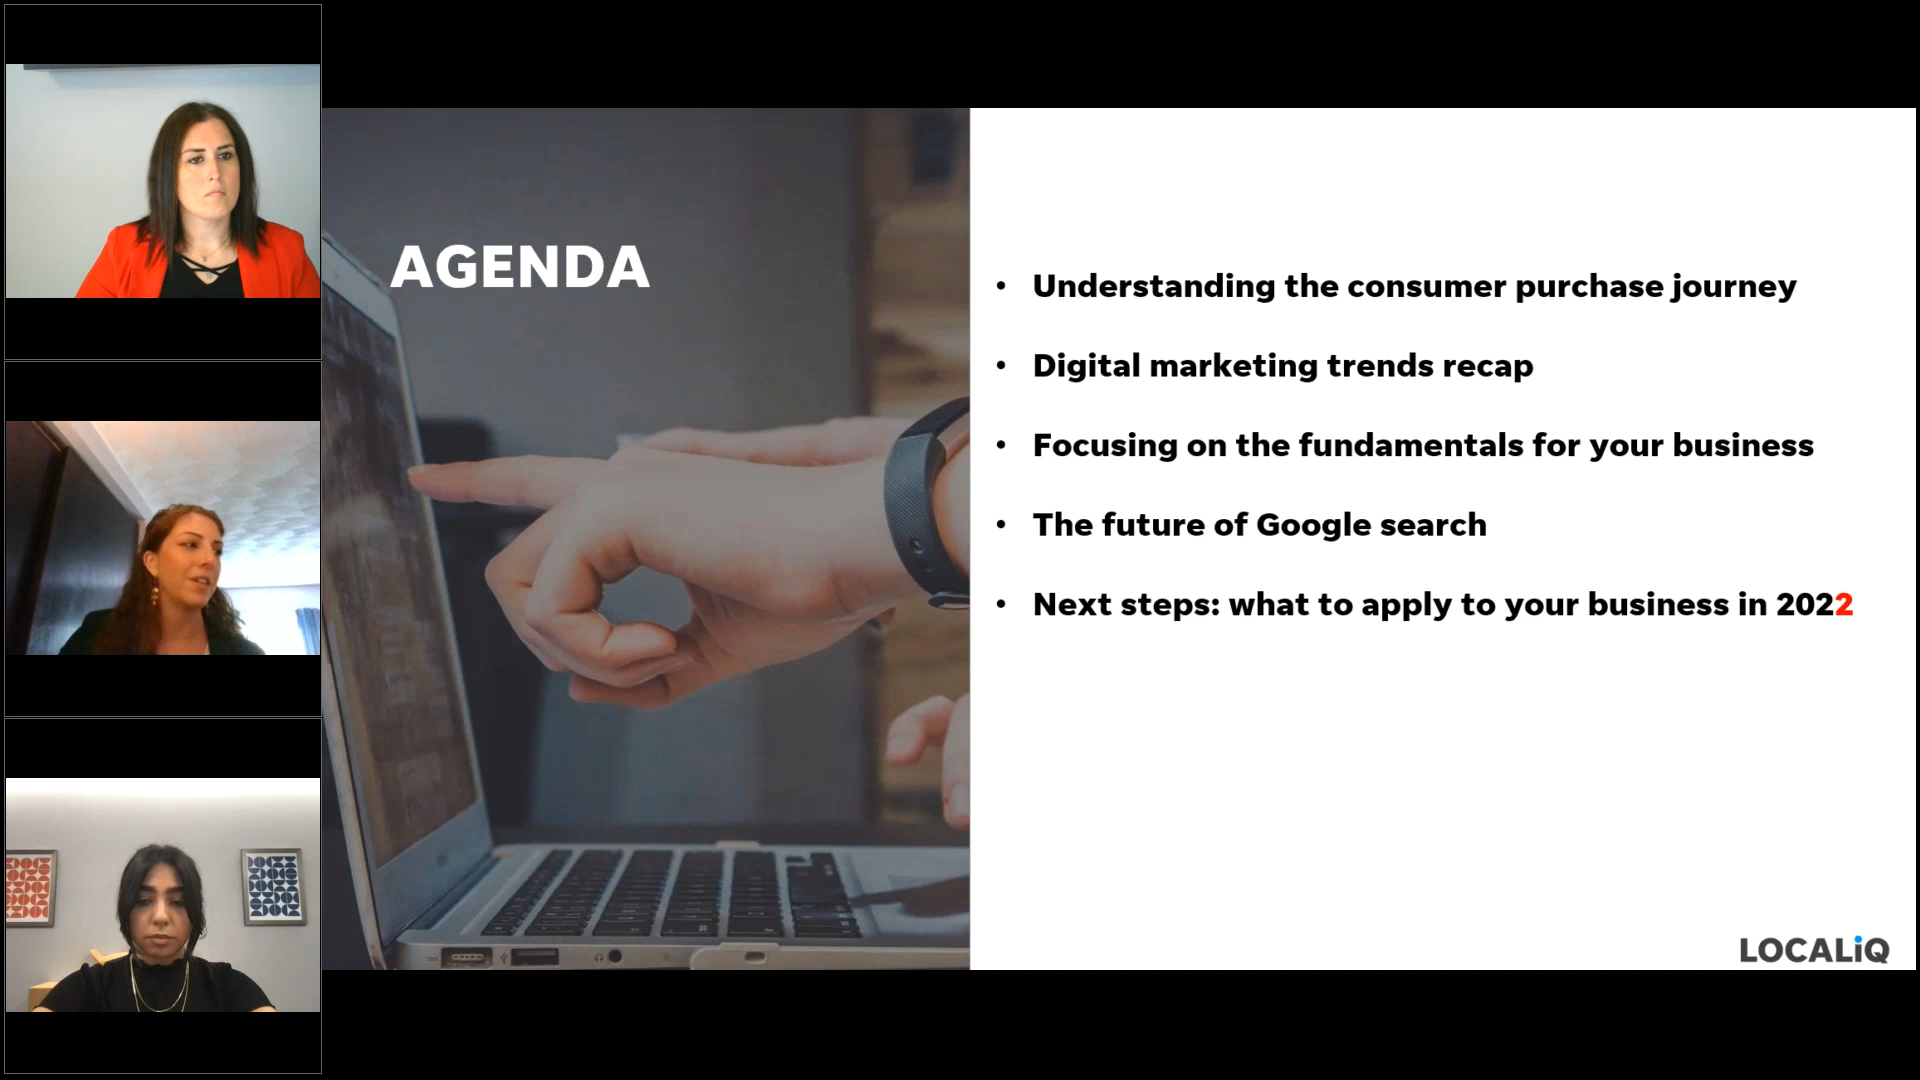 AGENDA
• Understanding the consumer purchase journey
• Digital marketing trends recap
• Focusing on the fundamentals for your business
• The future of Google search
• Next steps: what to apply to your business in 2022
LOCALiQ